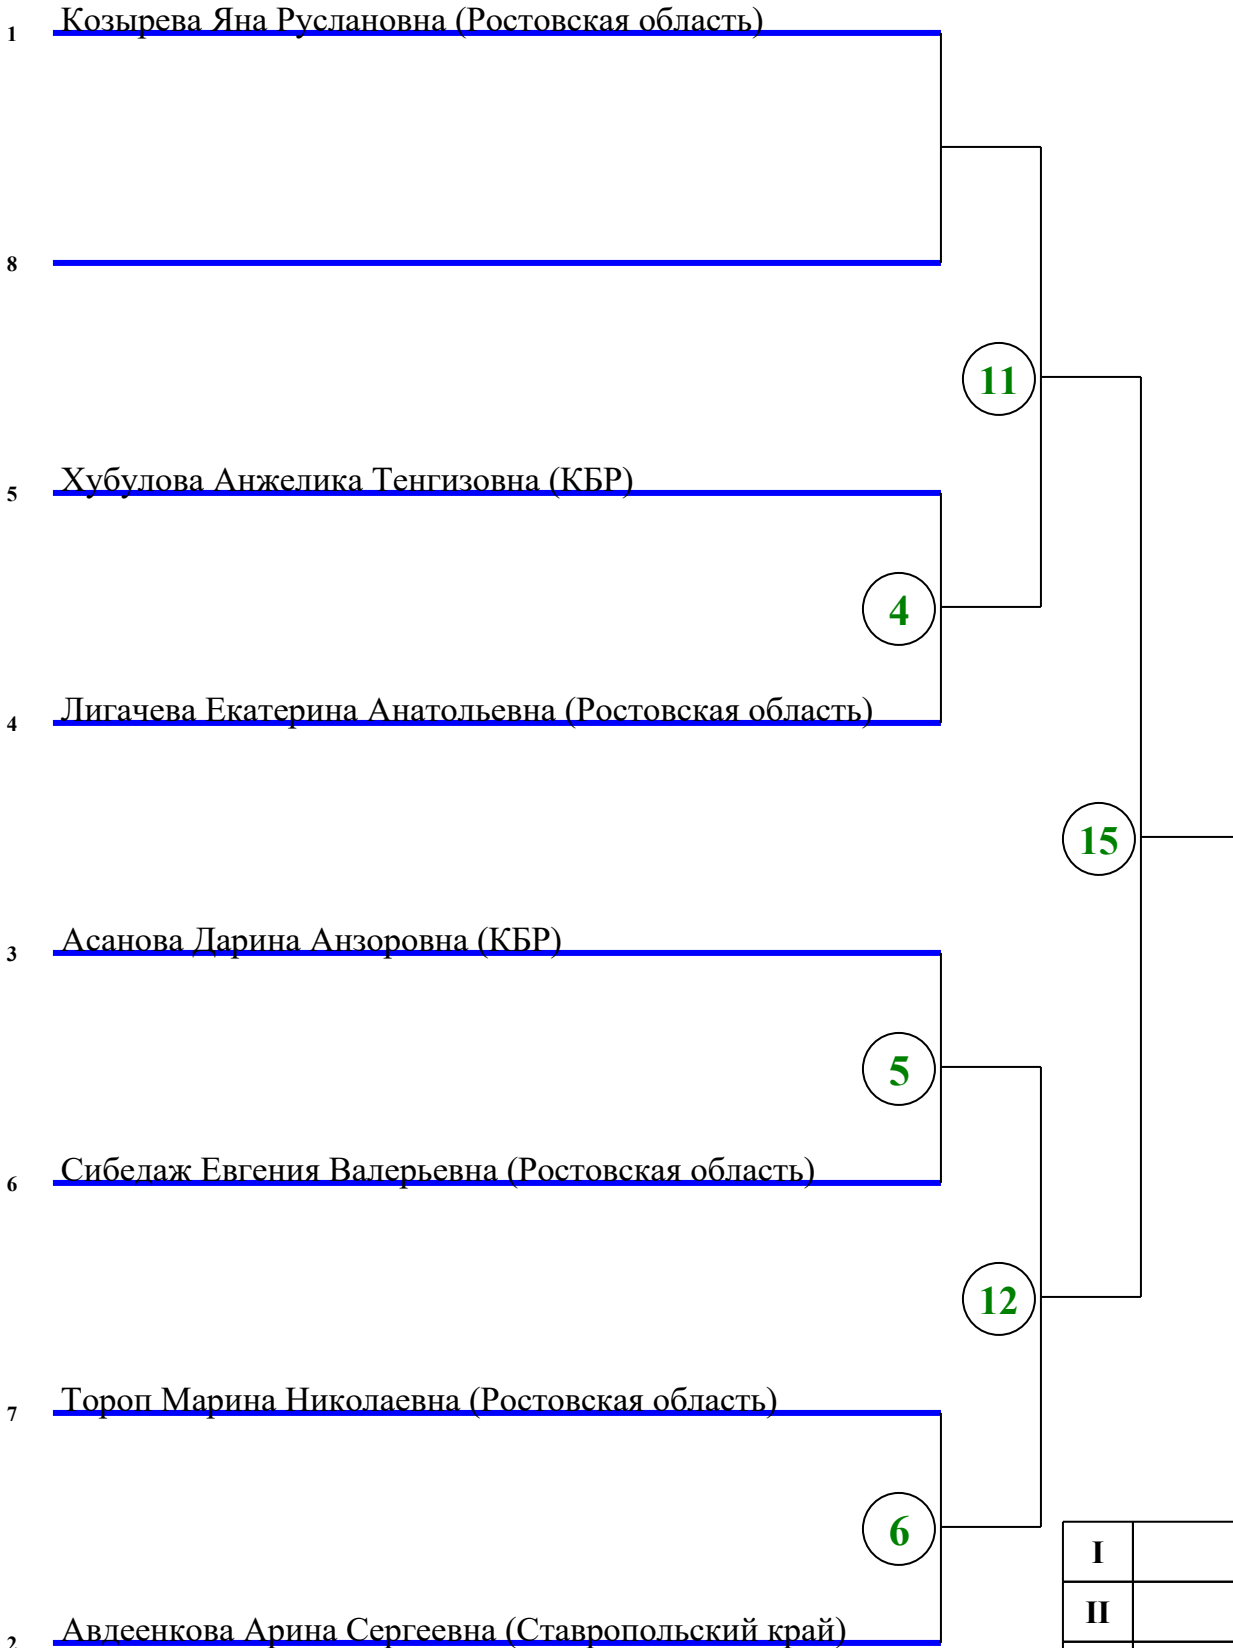 1 Козырева Яна Руслановна (Ростовская область)
8
11
5 Хубулова Анжелика Тенгизовна (КБР)
4
4 Лигачева Екатерина Анатольевна (Ростовская область)
15
3 Асанова Дарина Анзоровна (КБР)
5
6 Сибедаж Евгения Валерьевна (Ростовская область)
12
7 Тороп Марина Николаевна (Ростовская область)
6
I
II
2 Авдеенкова Арина Сергеевна (Ставропольский край)